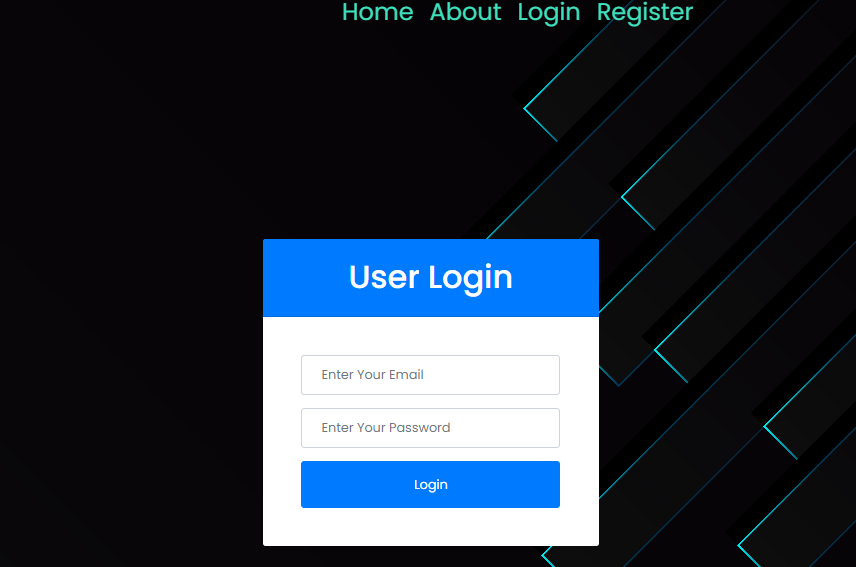 Home About Login Register
User Login
Enter Your Email
Enter Your Password
Login